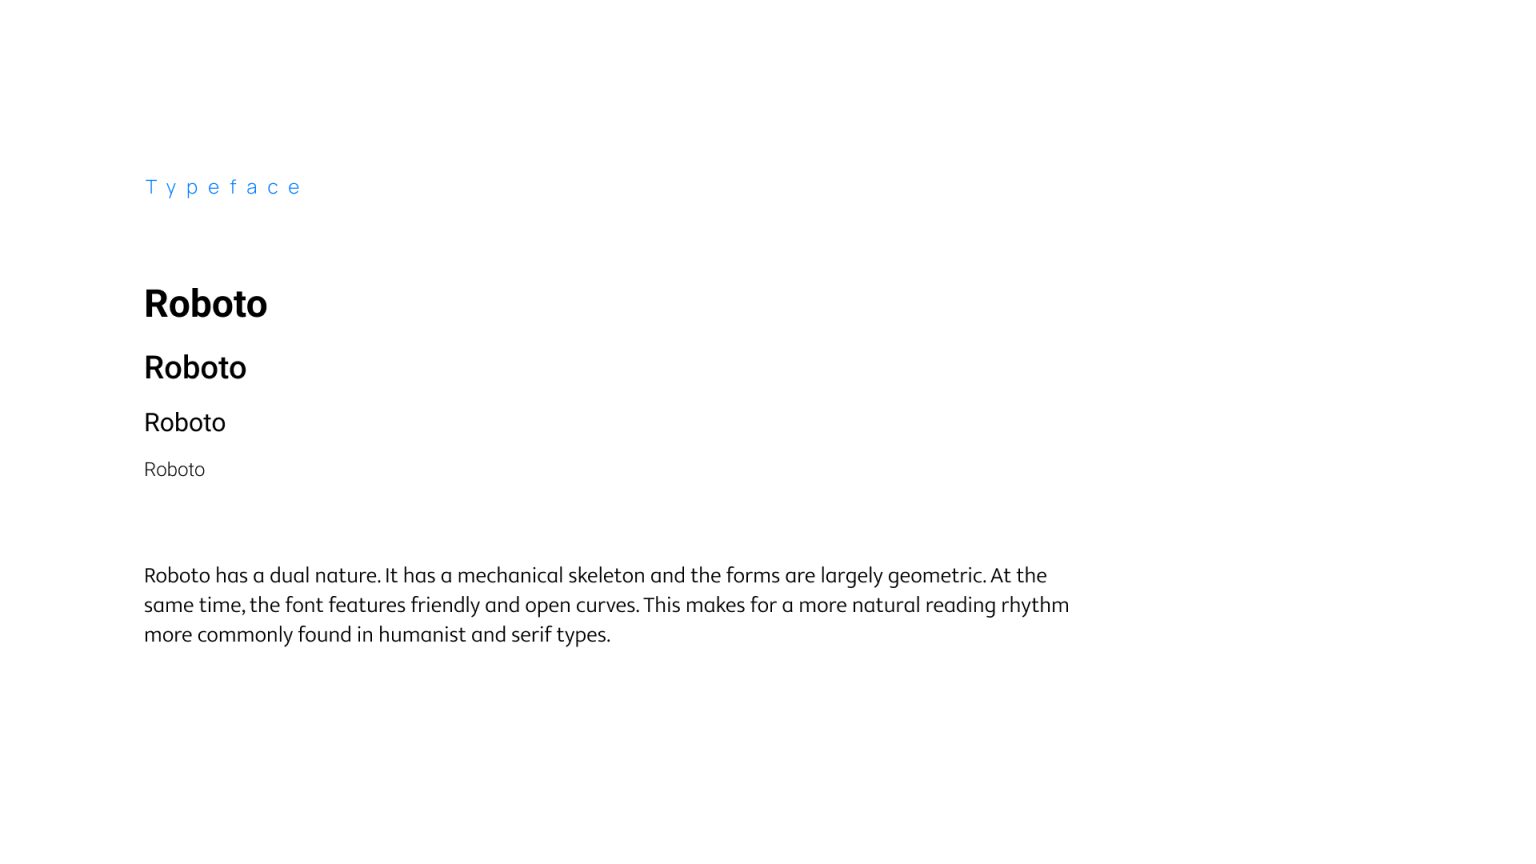 Typeface
Roboto
Roboto
Roboto
Roboto
Roboto has a dual nature. It has a mechanical skeleton and the forms are largely geometric. At the
same time, the font features friendly and open curves. This makes for a more natural reading rhythm
more commonly found in humanist and serif types.